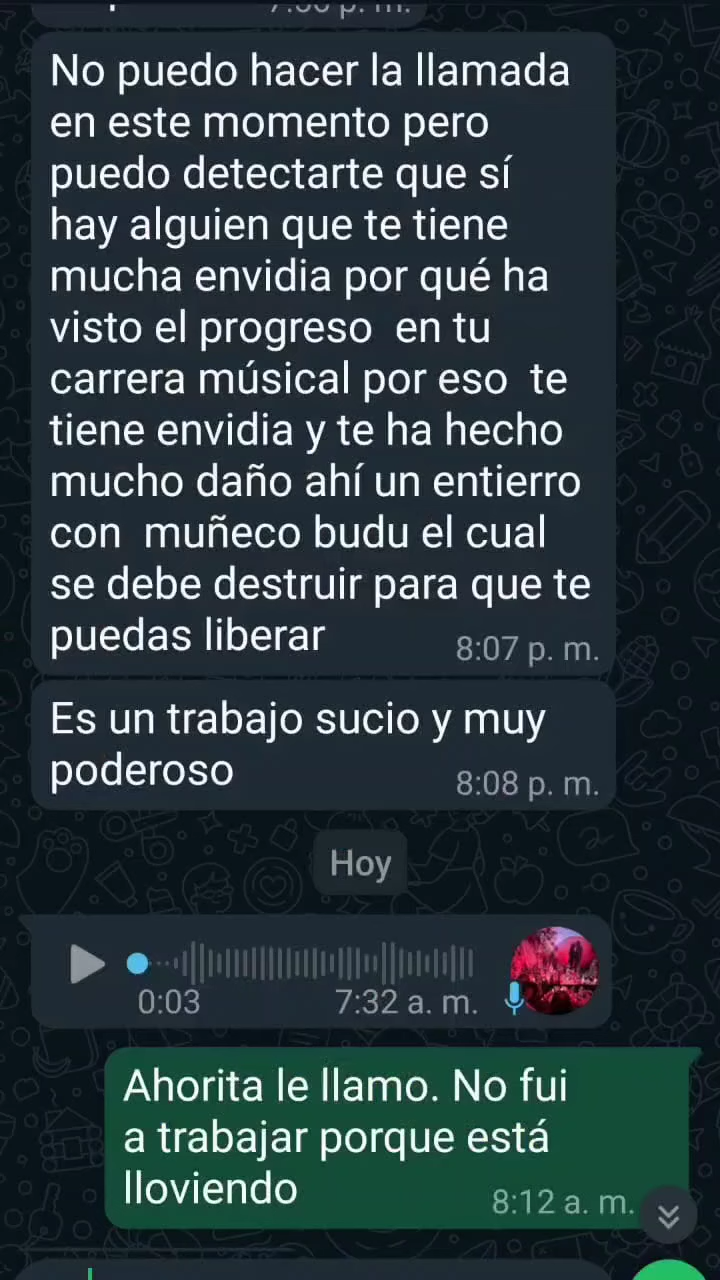 No puedo hacer la llamada
en este momento pero
puedo detectarte que sí
hay alguien que te tiene
mucha envidia por qué ha
visto el progreso  en tu
carrera músical por eso  te
tiene envidia y te ha hecho
mucho daño ahí un entierro
con  muñeco budu el cual
se debe destruir para que te
puedas liberar
8:07 p. m.
Es un trabajo sucio y muy
poderoso
8:08 p. m.
Hoy
0:03
7:32 a. m.
Ahorita le llamo. No fui
a trabajar porque está
lloviendo
8:12 a. m.